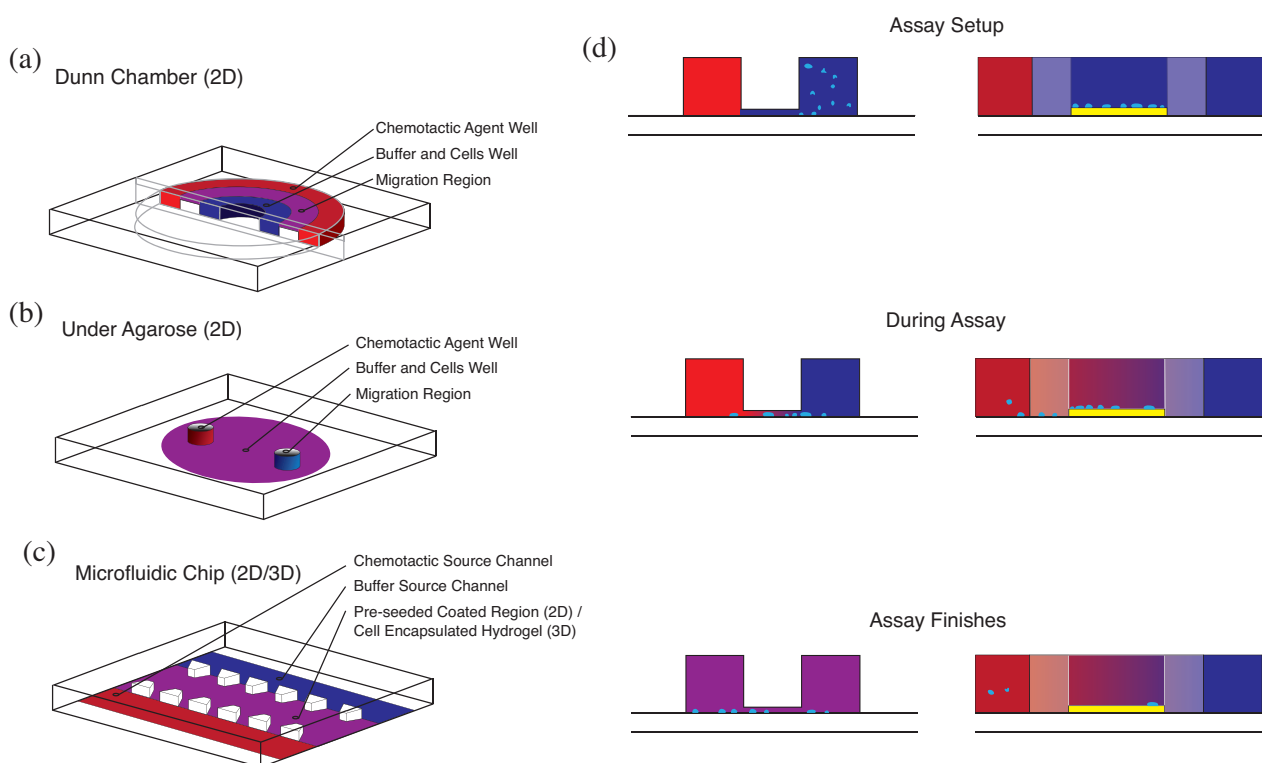 (a)
Dunn Chamber (2D)
Chemotactic Agent Well
Buffer and Cells Well
Migration Region
(b)
Under Agarose (2D)
Chemotactic Agent Well
Buffer and Cells Well
Migration Region
(c)
Microfluidic Chip (2D/3D)
Chemotactic Source Channel
Buffer Source Channel
Pre-seeded Coated Region (2D) /
Cell Encapsulated Hydrogel (3D)
(d)
Assay Setup
During Assay
Assay Finishes